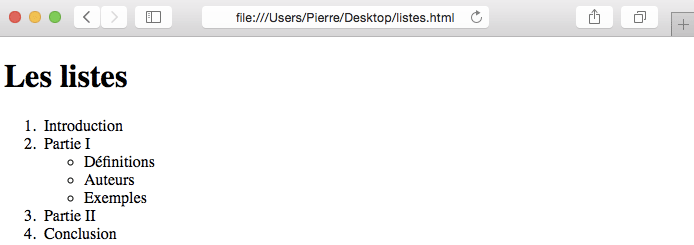 file:///Users/Pierre/Desktop/listes.html
Les listes
1. Introduction
2. Partie I
Définitions
Auteurs
Exemples
3. Partie II
4. Conclusion